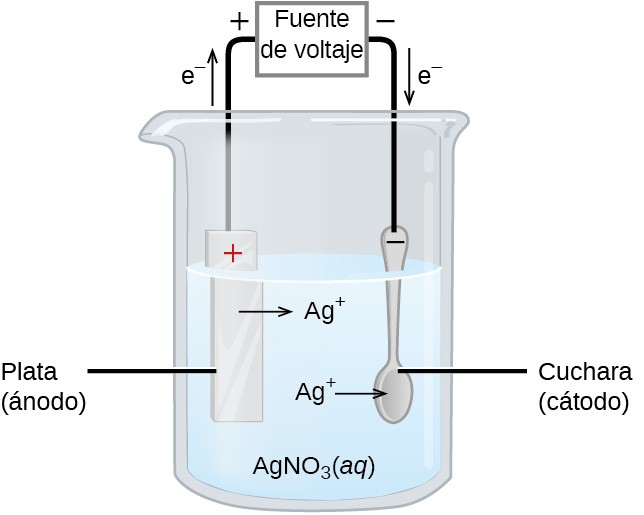 + Fuente −
de voltaje
e⁻ e⁻
+ −
Ag⁺
Plata
(ánodo)
Ag⁺
Cuchara
(cátodo)
AgNO₃(aq)